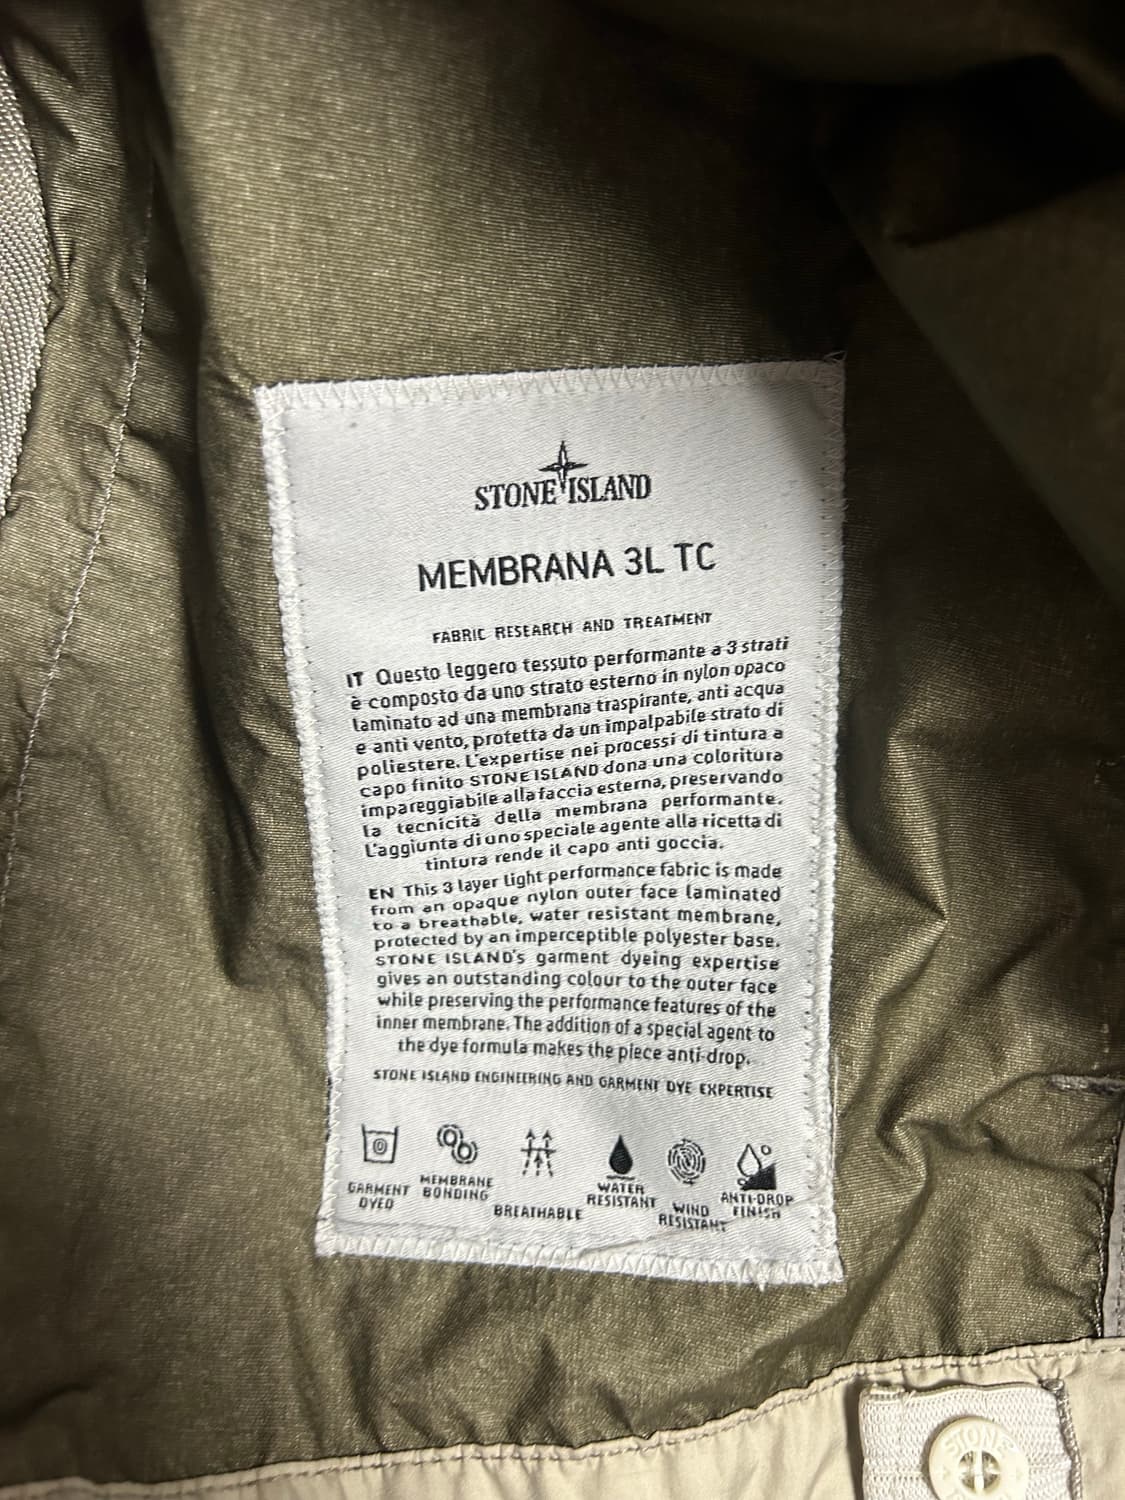 STONE ISLAND
MEMBRANA 3L TC
FABRIC RESEARCH AND TREATMENT
IT Questo leggero tessuto performante a 3 strati
è composto da uno strato esterno in nylon opaco
laminato ad una membrana traspirante, anti acqua
e anti vento, protetta da un impalpabile strato di
poliestere. L'expertise nei processi di tintura a
capo finito STONE ISLAND dona una coloritura
impareggiabile alla faccia esterna, preservando
la tecnicità della membrana performante.
L'aggiunta di uno speciale agente alla ricetta di
tintura rende il capo anti goccia.
EN This 3 layer light performance fabric is made
from an opaque nylon outer face laminated
to a breathable, water resistant membrane,
protected by an imperceptible polyester base.
STONE ISLAND's garment dyeing expertise
gives an outstanding colour to the outer face
while preserving the performance features of the
inner membrane. The addition of a special agent to
the dye formula makes the piece anti-drop.
STONE ISLAND ENGINEERING AND GARMENT DYE EXPERTISE
GARMENT
DYED
MEMBRANE
BONDING
BREATHABLE
WATER
RESISTANT
WIND
RESISTANT
ANTI-DROP
FINISH
STONE